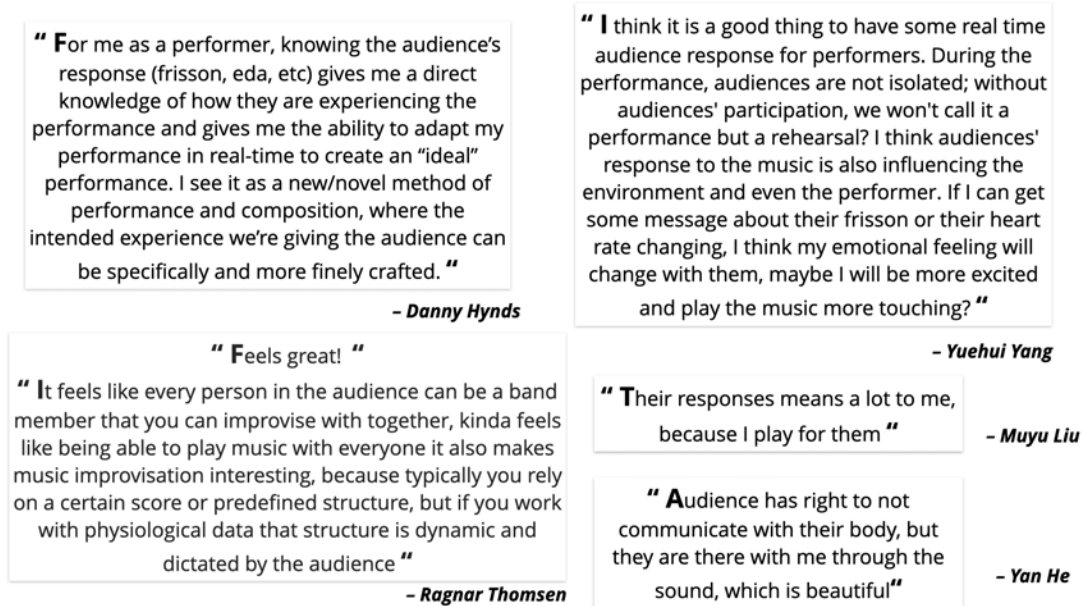 “ For me as a performer, knowing the audience’s
response (frisson, eda, etc) gives me a direct
knowledge of how they are experiencing the
performance and gives me the ability to adapt my
performance in real-time to create an “ideal”
performance. I see it as a new/novel method of
performance and composition, where the
intended experience we’re giving the audience can
be specifically and more finely crafted. “
– Danny Hynds
“ Feels great! “
“ It feels like every person in the audience can be a band
member that you can improvise with together, kinda feels
like being able to play music with everyone it also makes
music improvisation interesting, because typically you rely
on a certain score or predefined structure, but if you work
with physiological data that structure is dynamic and
dictated by the audience “
– Ragnar Thomsen
“ I think it is a good thing to have some real time
audience response for performers. During the
performance, audiences are not isolated; without
audiences' participation, we won't call it a
performance but a rehearsal? I think audiences'
response to the music is also influencing the
environment and even the performer. If I can get
some message about their frisson or their heart
rate changing, I think my emotional feeling will
change with them, maybe I will be more excited
and play the music more touching? “
– Yuehui Yang
“ Their responses means a lot to me,
because I play for them “
– Muyu Liu
“ Audience has right to not
communicate with their body, but
they are there with me through the
sound, which is beautiful“
– Yan He